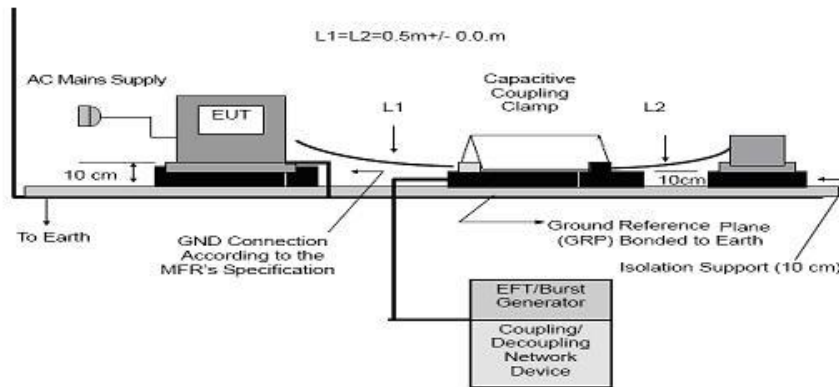 L1=L2=0.5m+/- 0.0.m
AC Mains Supply
EUT
L1
Capacitive
Coupling
Clamp
L2
10 cm
10cm
To Earth
GND Connection
According to the
MFR's Specification
Ground Reference Plane
(GRP) Bonded to Earth
Isolation Support (10 cm)
EFT/Burst
Generator
Coupling/
Decoupling
Network
Device